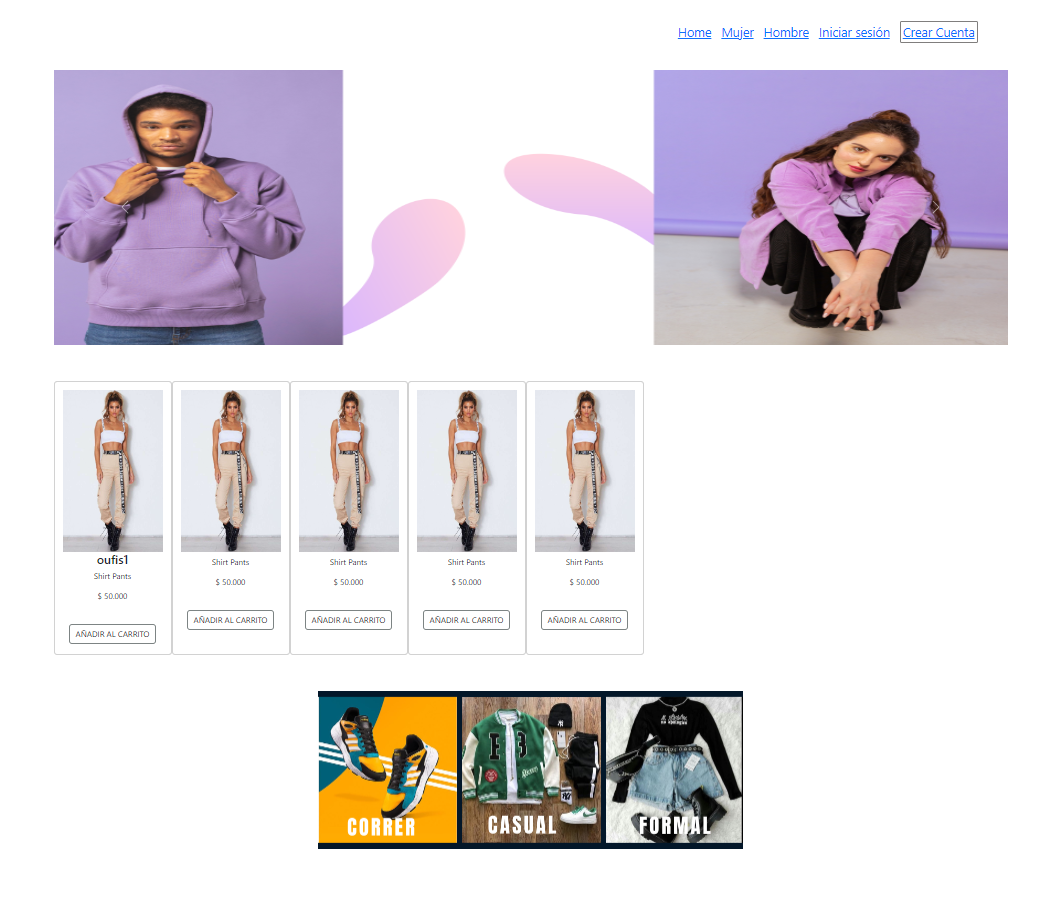 Home Mujer Hombre Iniciar sesión Crear Cuenta
oufis1
Shirt Pants
$ 50.000
AÑADIR AL CARRITO
Shirt Pants
$ 50.000
AÑADIR AL CARRITO
Shirt Pants
$ 50.000
AÑADIR AL CARRITO
Shirt Pants
$ 50.000
AÑADIR AL CARRITO
Shirt Pants
$ 50.000
AÑADIR AL CARRITO
CORRER
CASUAL
FORMAL